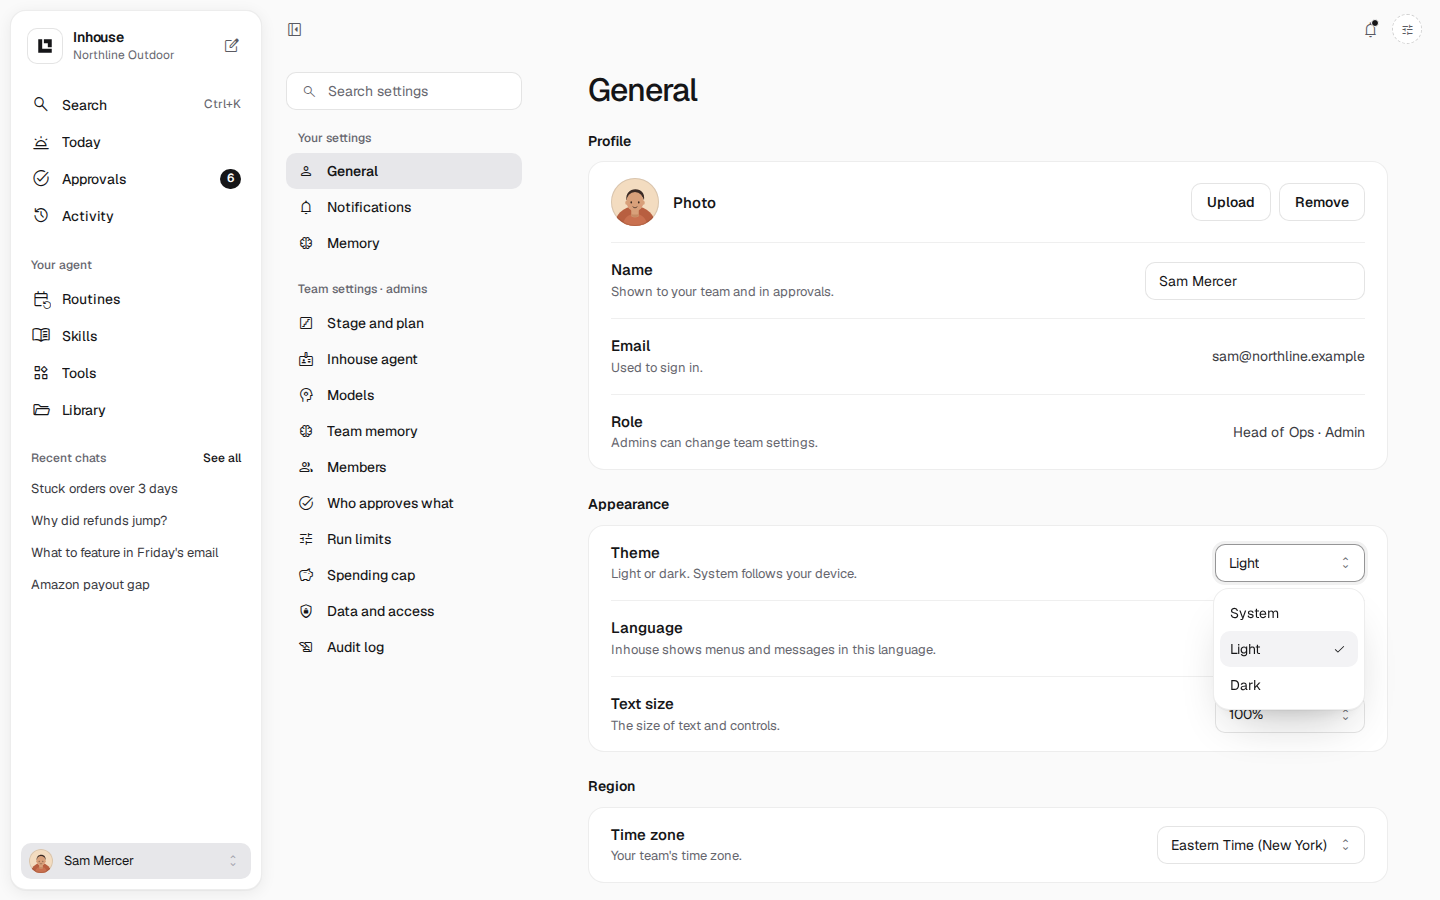 Inhouse
Northline Outdoor
Search
Ctrl+K
Today
Approvals
6
Activity
Your agent
Routines
Skills
Tools
Library
Recent chats
See all
Stuck orders over 3 days
Why did refunds jump?
What to feature in Friday's email
Amazon payout gap
Sam Mercer
Search settings
Your settings
General
Notifications
Memory
Team settings · admins
Stage and plan
Inhouse agent
Models
Team memory
Members
Who approves what
Run limits
Spending cap
Data and access
Audit log
General
Profile
Photo
Upload
Remove
Name
Shown to your team and in approvals.
Sam Mercer
Email
Used to sign in.
sam@northline.example
Role
Admins can change team settings.
Head of Ops · Admin
Appearance
Theme
Light or dark. System follows your device.
Light
System
Light
Dark
Language
Inhouse shows menus and messages in this language.
Text size
The size of text and controls.
100%
Region
Time zone
Your team's time zone.
Eastern Time (New York)